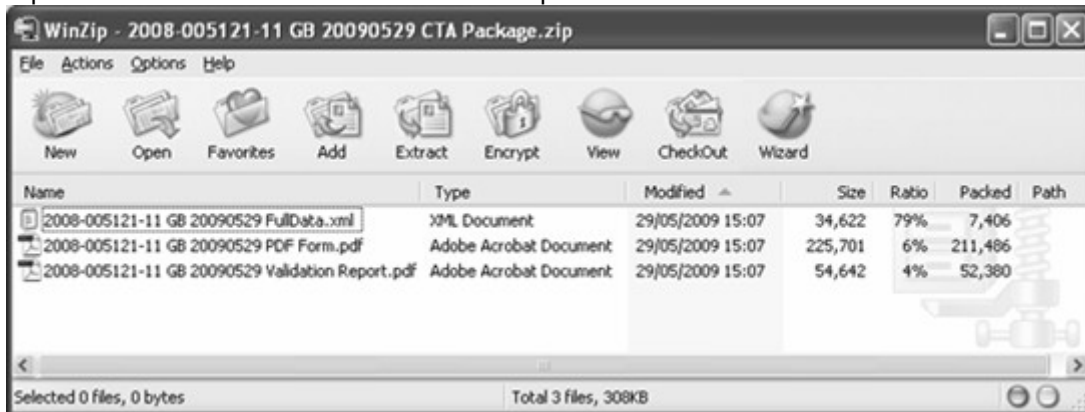 WinZip - 2008-005121-11 GB 20090529 CTA Package.zip
File Actions Options Help
New Open Favorites Add Extract Encrypt View CheckOut Wizard
Name Type Modified Size Ratio Packed Path
2008-005121-11 GB 20090529 FullData.xml XML Document 29/05/2009 15:07 34,622 79% 7,406
2008-005121-11 GB 20090529 PDF Form.pdf Adobe Acrobat Document 29/05/2009 15:07 225,701 6% 211,486
2008-005121-11 GB 20090529 Validation Report.pdf Adobe Acrobat Document 29/05/2009 15:07 54,642 4% 52,380
Selected 0 files, 0 bytes Total 3 files, 308KB